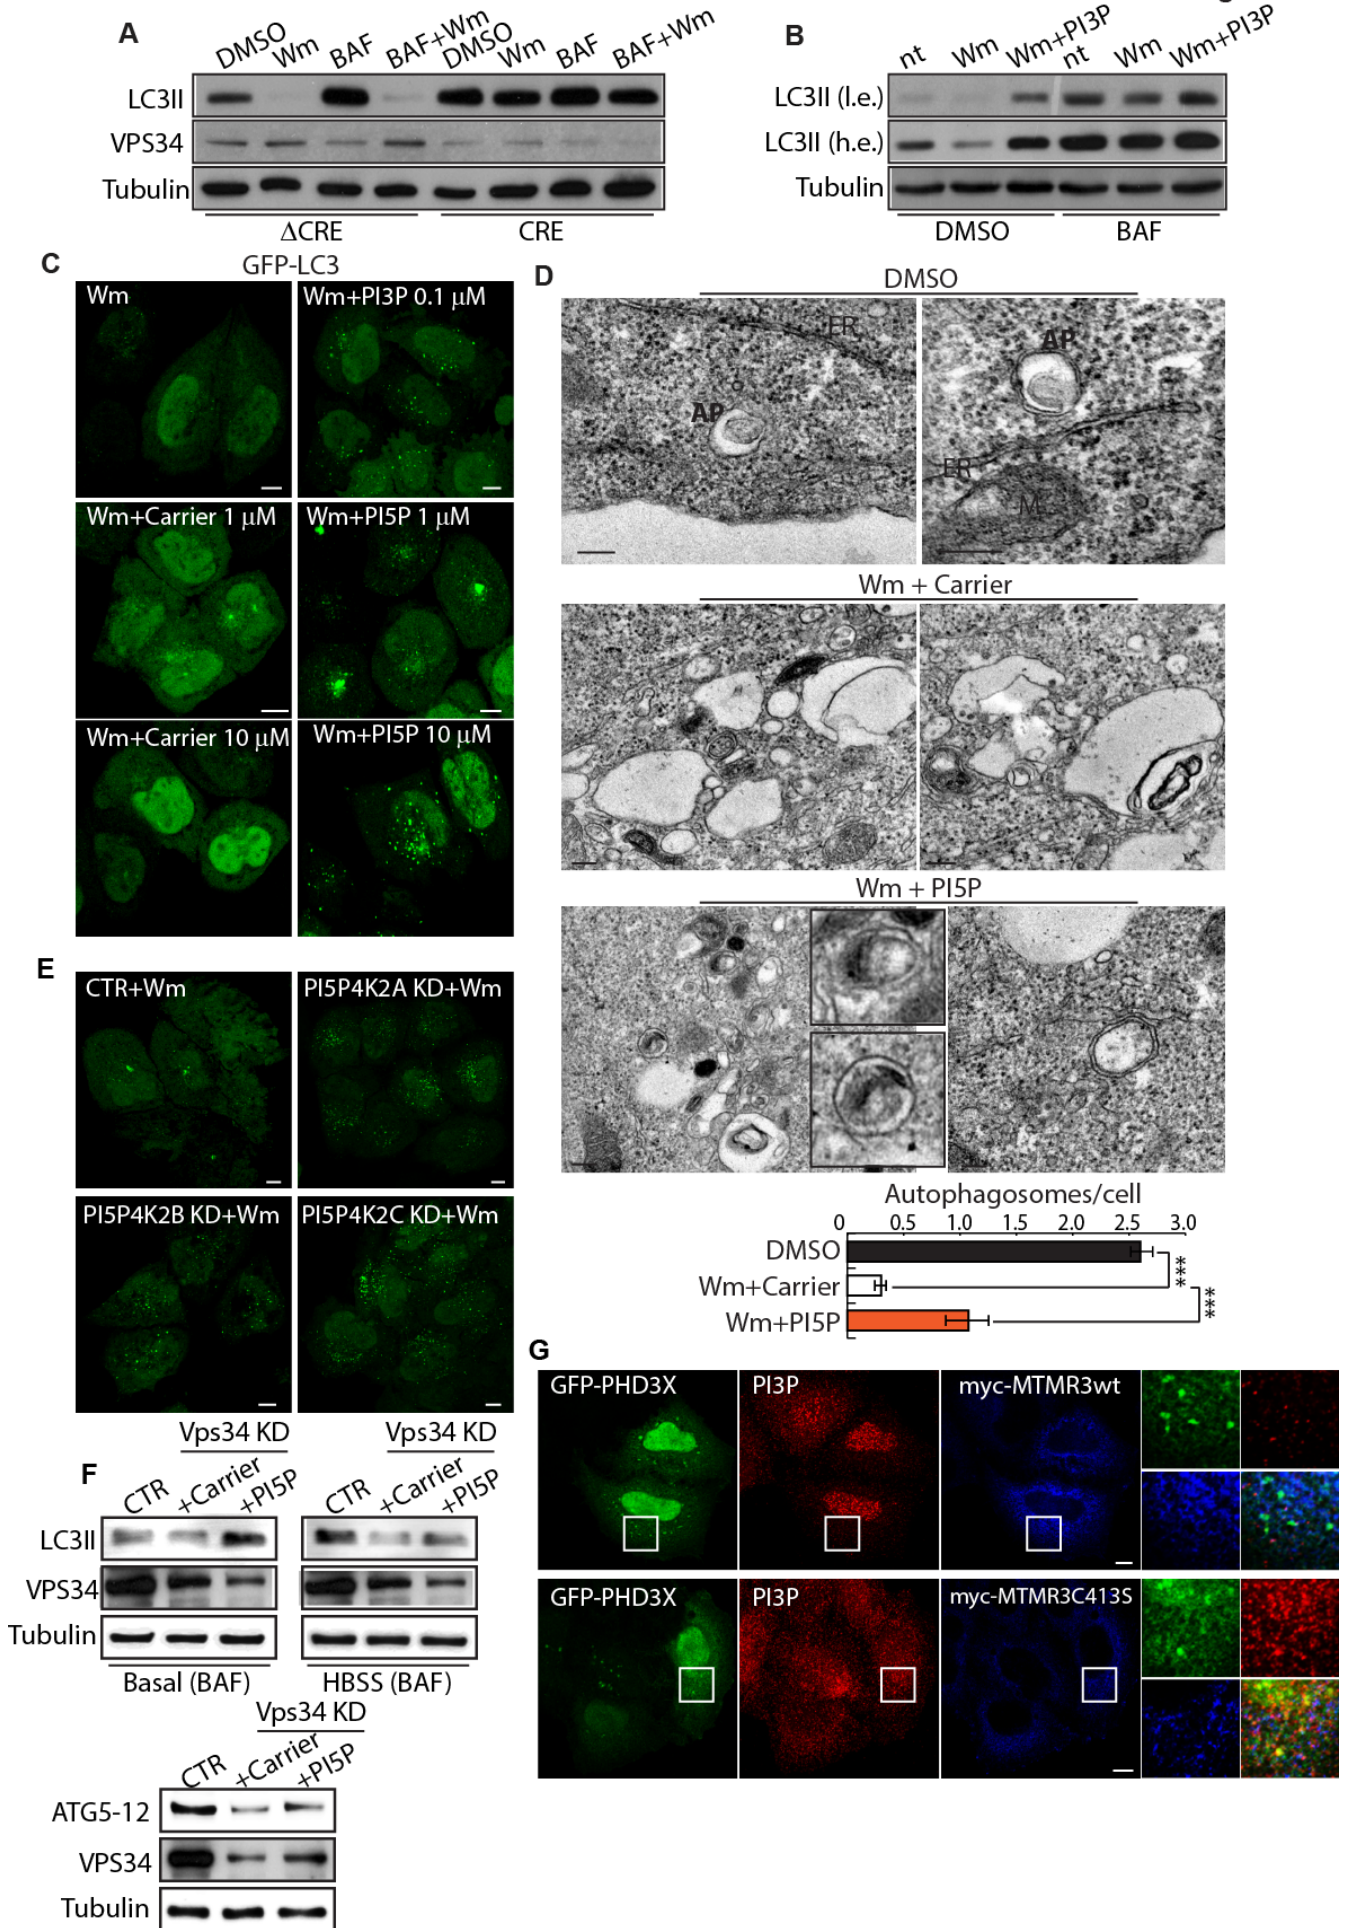 A
DMSO Wm BAF BAF+Wm DMSO Wm BAF BAF+Wm
LC3II
VPS34
Tubulin
ΔCRE CRE
B
nt Wm Wm+PI3P nt Wm Wm+PI3P
LC3II (l.e.)
LC3II (h.e.)
Tubulin
DMSO BAF
C
GFP-LC3
Wm Wm+PI3P 0.1 µM
Wm+Carrier 1 µM Wm+PI5P 1 µM
Wm+Carrier 10 µM Wm+PI5P 10 µM
D
DMSO
ER
AP
AP
ER
M
Wm + Carrier
Wm + PI5P
Autophagosomes/cell
0 0.5 1.0 1.5 2.0 2.5 3.0
DMSO
Wm+Carrier
Wm+PI5P
***
***
E
CTR+Wm PI5P4K2A KD+Wm
PI5P4K2B KD+Wm PI5P4K2C KD+Wm
F
Vps34 KD Vps34 KD
CTR +Carrier +PI5P CTR +Carrier +PI5P
LC3II
VPS34
Tubulin
Basal (BAF) HBSS (BAF)
Vps34 KD
CTR +Carrier +PI5P
ATG5-12
VPS34
Tubulin
G
GFP-PHD3X PI3P myc-MTMR3wt
GFP-PHD3X PI3P myc-MTMR3C413S